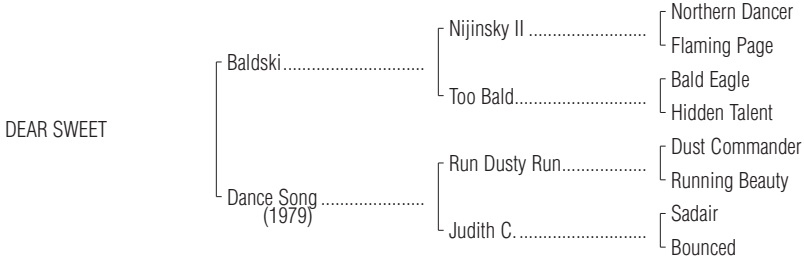 Northern Dancer
Nijinsky II ..........................
Flaming Page
Baldski................................
Bald Eagle
Too Bald..............................
Hidden Talent
DEAR SWEET
Dust Commander
Run Dusty Run...................
Running Beauty
Dance Song .......................
(1979)
Sadair
Judith C. .............................
Bounced